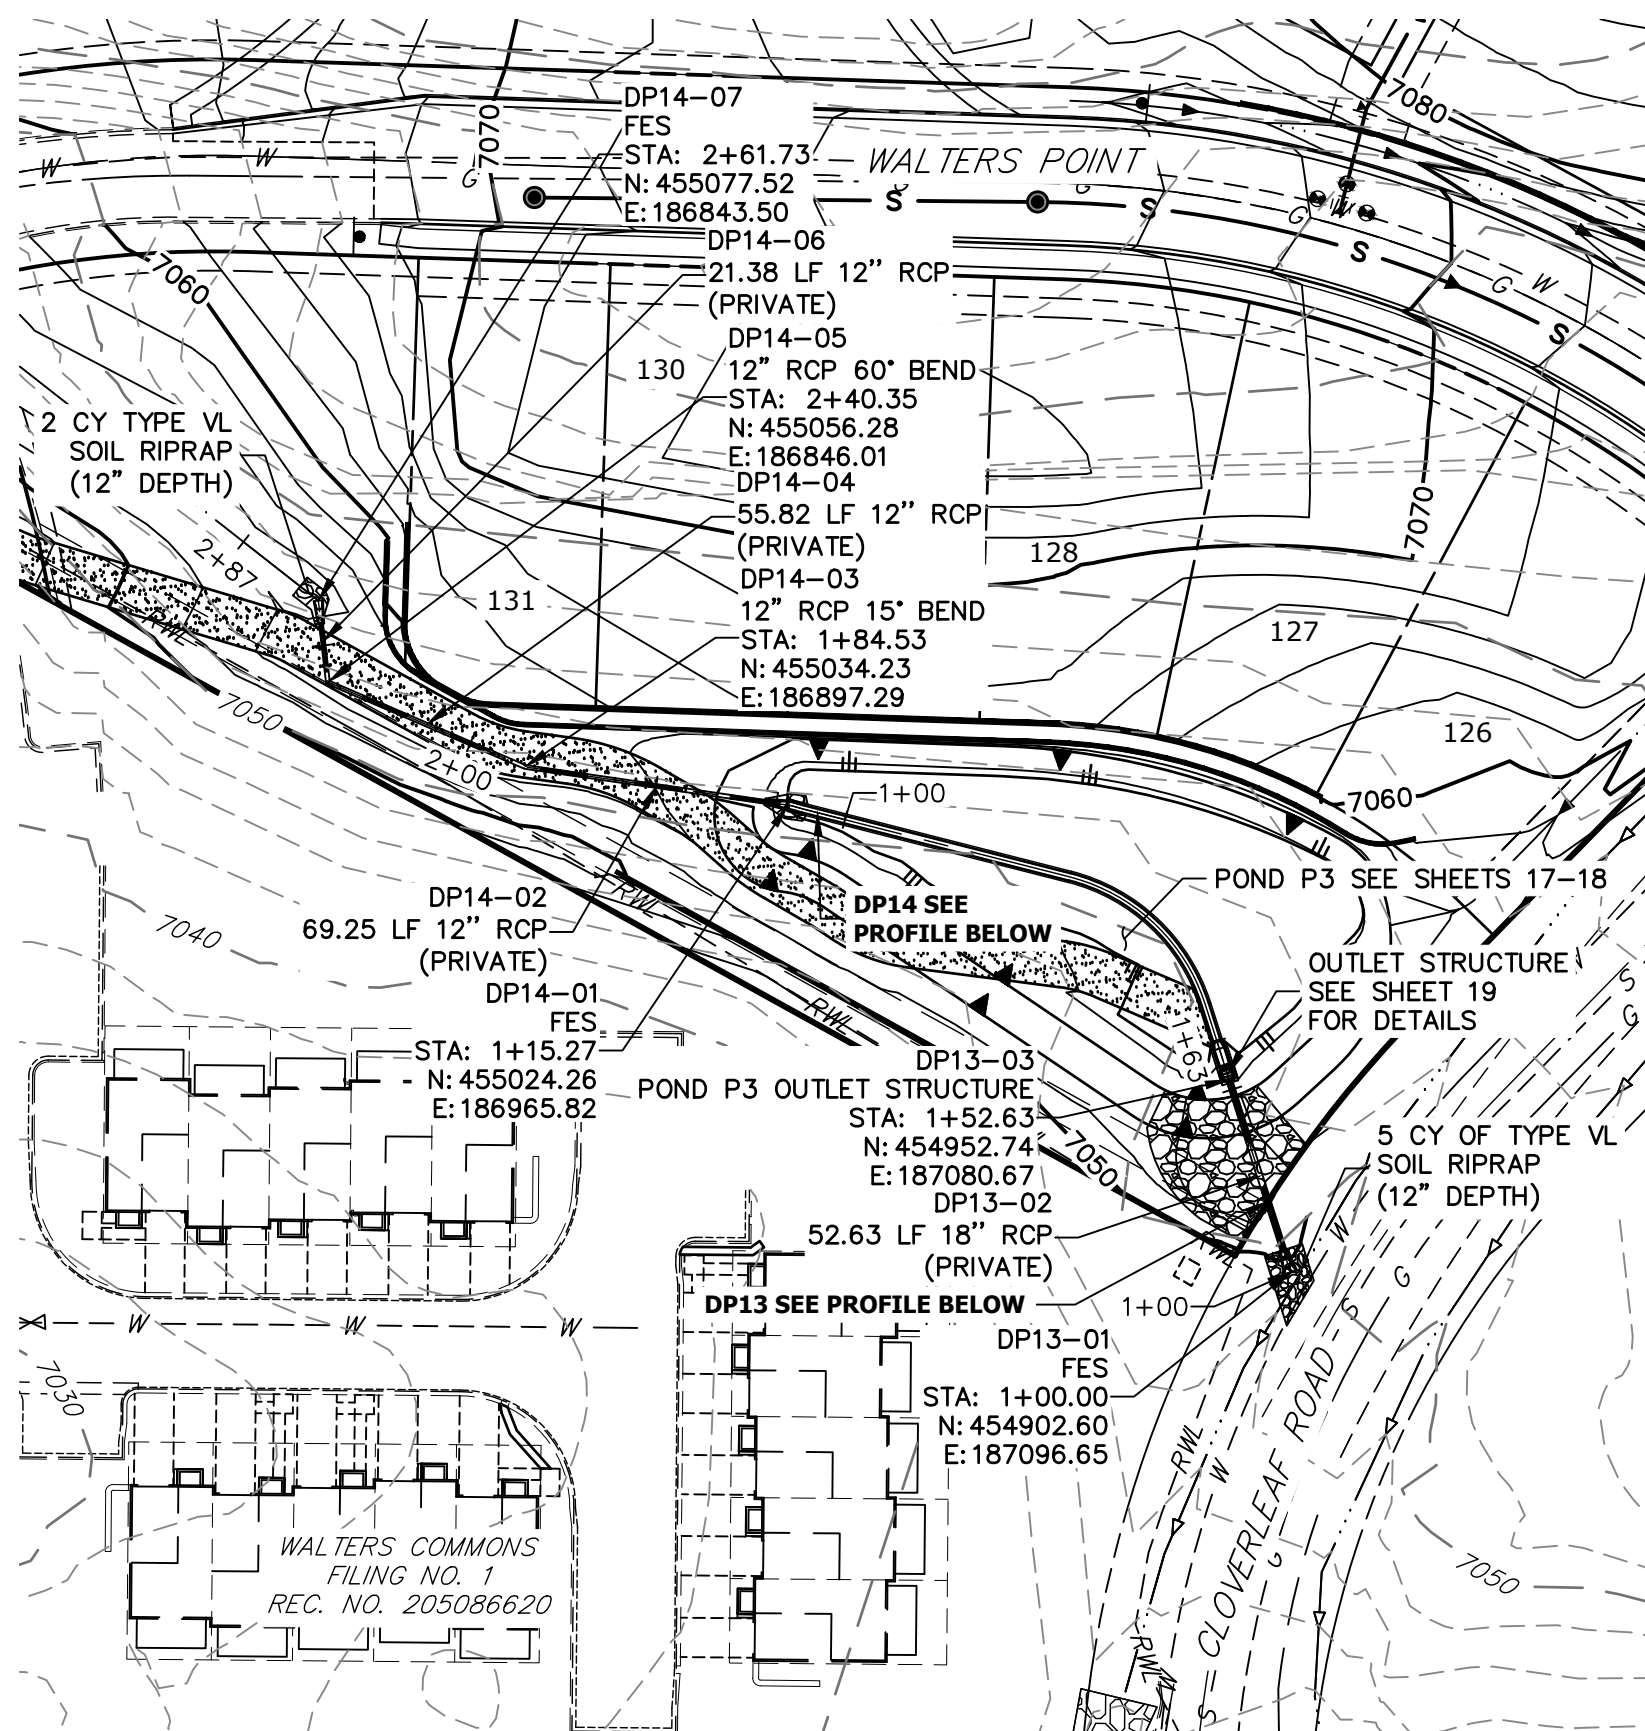 DP14-07
FES
STA: 2+61.73
N: 455077.52
E: 186843.50
WALTERS POINT
7070
7080
DP14-06
21.38 LF 12" RCP
(PRIVATE)
7060
DP14-05
12" RCP 60° BEND
STA: 2+40.35
N: 455056.28
E: 186846.01
130
2 CY TYPE VL
SOIL RIPRAP
(12" DEPTH)
DP14-04
55.82 LF 12" RCP
(PRIVATE)
7070
128
2+87
DP14-03
12" RCP 15° BEND
STA: 1+84.53
N: 455034.23
E: 186897.29
131
127
126
RWL
7050
2+00
1+00
7060
POND P3 SEE SHEETS 17-18
RWL
DP14 SEE
PROFILE BELOW
DP14-02
69.25 LF 12" RCP
(PRIVATE)
7040
OUTLET STRUCTURE
SEE SHEET 19
FOR DETAILS
DP14-01
FES
STA: 1+15.27
N: 455024.26
E: 186965.82
RWL
1+63
DP13-03
POND P3 OUTLET STRUCTURE
STA: 1+52.63
N: 454952.74
E: 187080.67
7050
5 CY OF TYPE VL
SOIL RIPRAP
(12" DEPTH)
DP13-02
52.63 LF 18" RCP
(PRIVATE)
RWL
DP13 SEE PROFILE BELOW
1+00
W W W
DP13-01
FES
STA: 1+00.00
N: 454902.60
E: 187096.65
7030
CLOVERLEAF ROAD
RWL
WALTERS COMMONS
FILING NO. 1
REC. NO. 205086620
7050
RWL